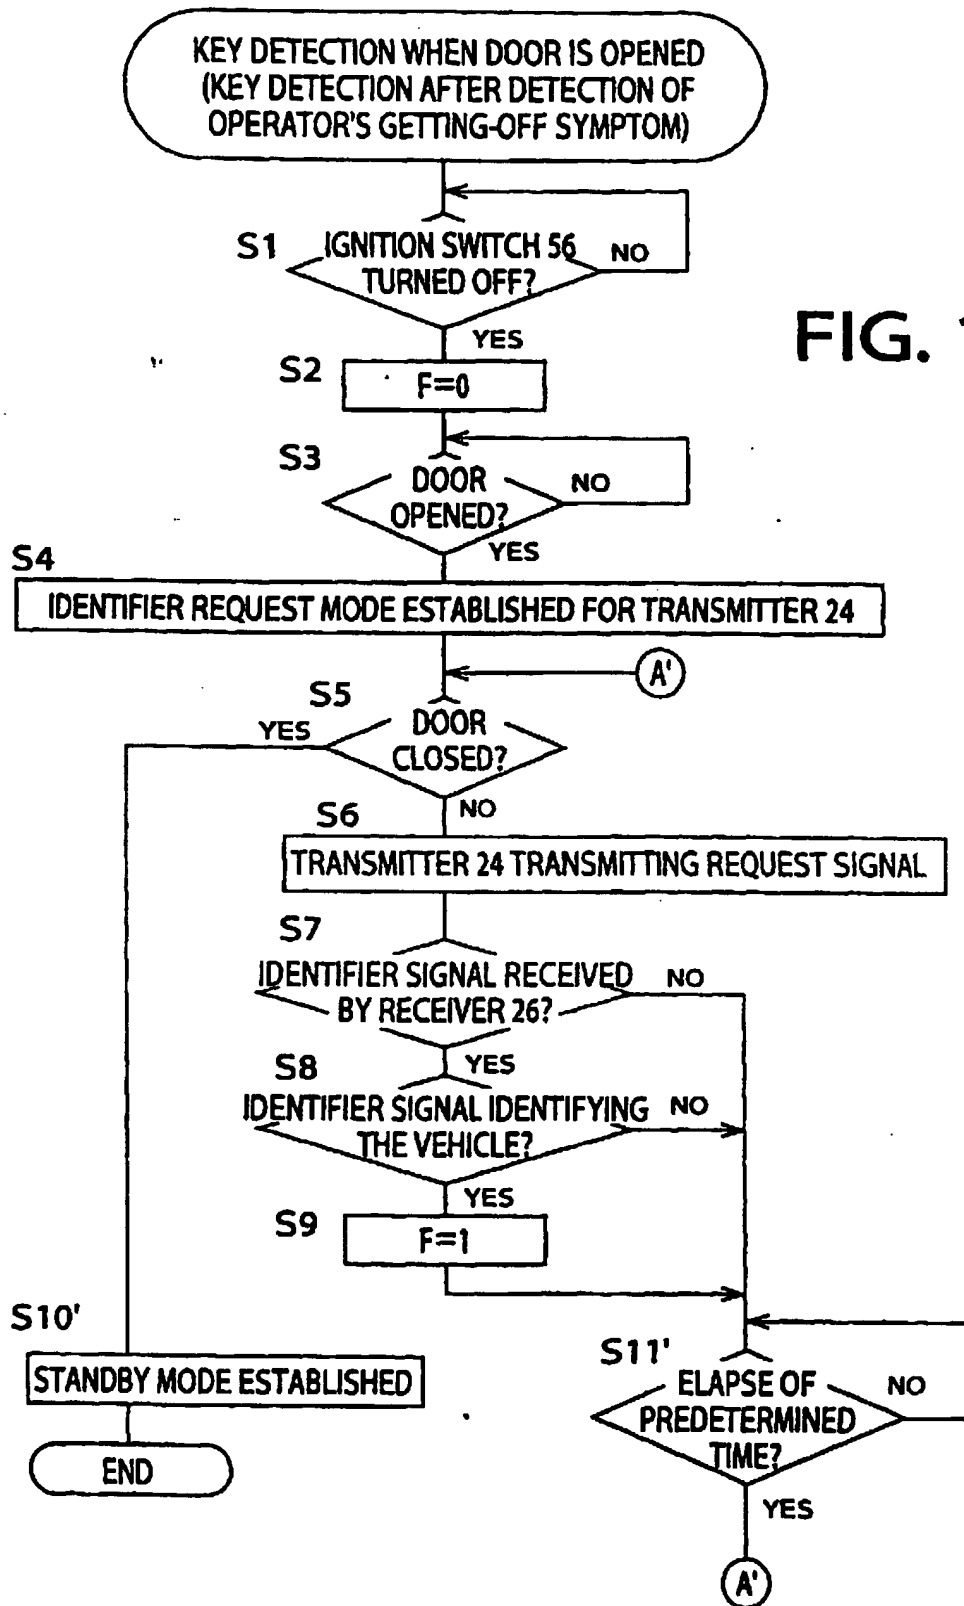 KEY DETECTION WHEN DOOR IS OPENED
(KEY DETECTION AFTER DETECTION OF
OPERATOR'S GETTING-OFF SYMPTOM)
S1
IGNITION SWITCH 56
TURNED OFF?
NO
YES
FIG.
S2
F=0
S3
DOOR
OPENED?
NO
YES
S4
IDENTIFIER REQUEST MODE ESTABLISHED FOR TRANSMITTER 24
A'
S5
DOOR
CLOSED?
YES
NO
S6
TRANSMITTER 24 TRANSMITTING REQUEST SIGNAL
S7
IDENTIFIER SIGNAL RECEIVED
BY RECEIVER 26?
NO
YES
S8
IDENTIFIER SIGNAL IDENTIFYING
THE VEHICLE?
NO
YES
S9
F=1
S10'
STANDBY MODE ESTABLISHED
END
S11'
ELAPSE OF
PREDETERMINED
TIME?
NO
YES
A'